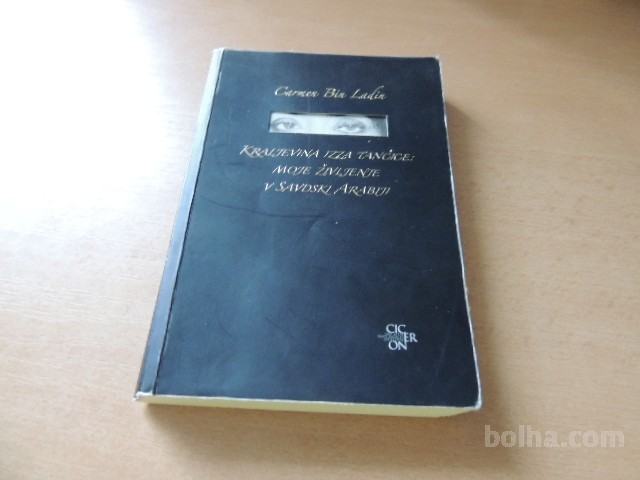 Carmen Bin Ladin
KRALJEVINA IZZA TANČICE:
MOJE ŽIVLJENJE
V SAVDSKI ARABIJI
CIC
ER
ON
bolha.com